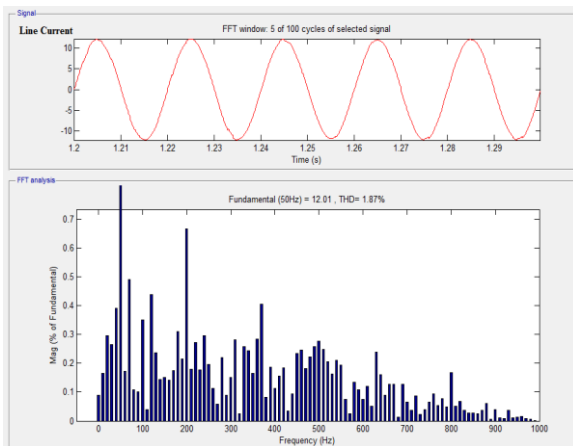 Signal
Line Current
FFT window: 5 of 100 cycles of selected signal
10
5
0
-5
-10
1.2 1.21 1.22 1.23 1.24 1.25 1.26 1.27 1.28 1.29
Time (s)
FFT analysis
Fundamental (50Hz) = 12.01 , THD= 1.87%
0.7
0.6
0.5
0.4
0.3
0.2
0.1
0
Mag (% of Fundamental)
0 100 200 300 400 500 600 700 800 900 1000
Frequency (Hz)